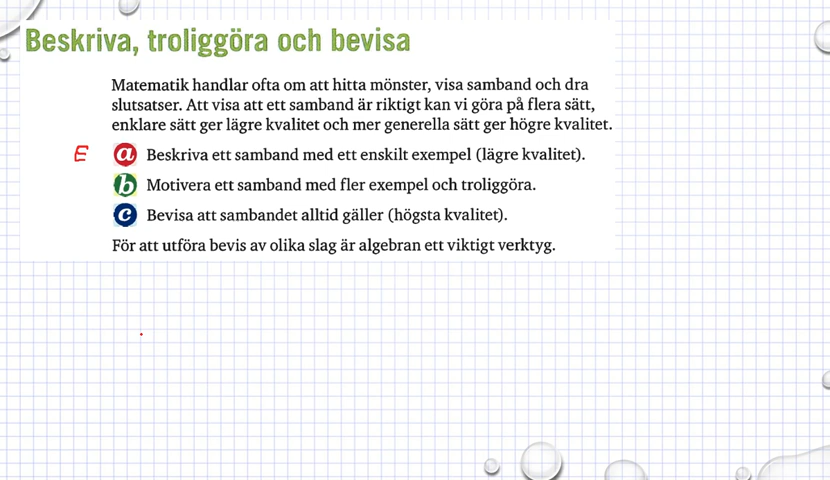 Beskriva, troliggöra och bevisa
Matematik handlar ofta om att hitta mönster, visa samband och dra
slutsatser. Att visa att ett samband är riktigt kan vi göra på flera sätt,
enklare sätt ger lägre kvalitet och mer generella sätt ger högre kvalitet.
E a Beskriva ett samband med ett enskilt exempel (lägre kvalitet).
b Motivera ett samband med fler exempel och troliggöra.
c Bevisa att sambandet alltid gäller (högsta kvalitet).
För att utföra bevis av olika slag är algebran ett viktigt verktyg.